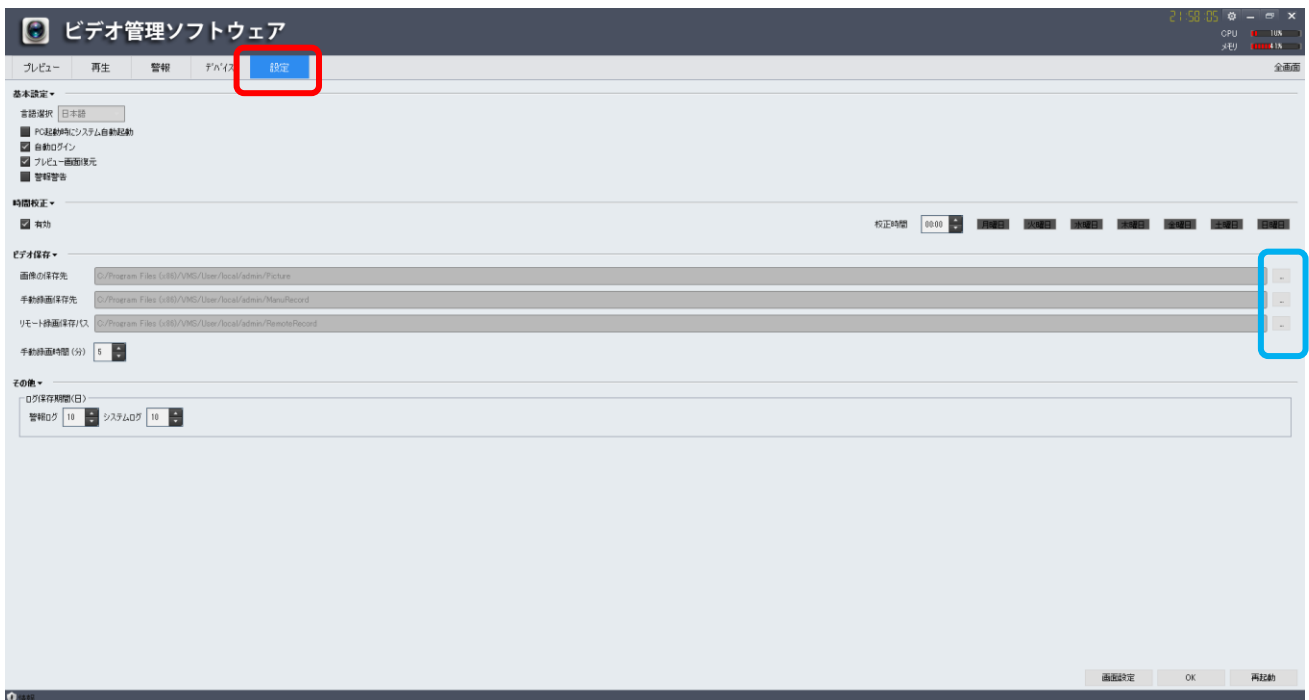 ビデオ管理ソフトウェア
21:58:05
CPU 10%
メモリ 41%
プレビュー 再生 警報 デバイス 設定 全画面
基本設定
言語選択 日本語
PC起動時にシステム自動起動
自動ログイン
プレビュー画面復元
警報警告
時間校正
有効 校正時間 00:00 月曜日 火曜日 水曜日 木曜日 金曜日 土曜日 日曜日
ビデオ保存
画像の保存先 C:/Program Files (x86)/VMS/User/local/admin/Picture
手動録画保存先 C:/Program Files (x86)/VMS/User/local/admin/ManuRecord
リモート録画保存パス C:/Program Files (x86)/VMS/User/local/admin/RemoteRecord
手動録画時間(分) 5
その他
ログ保存期間(日)
警報ログ 10 システムログ 10
画面設定 OK 再起動